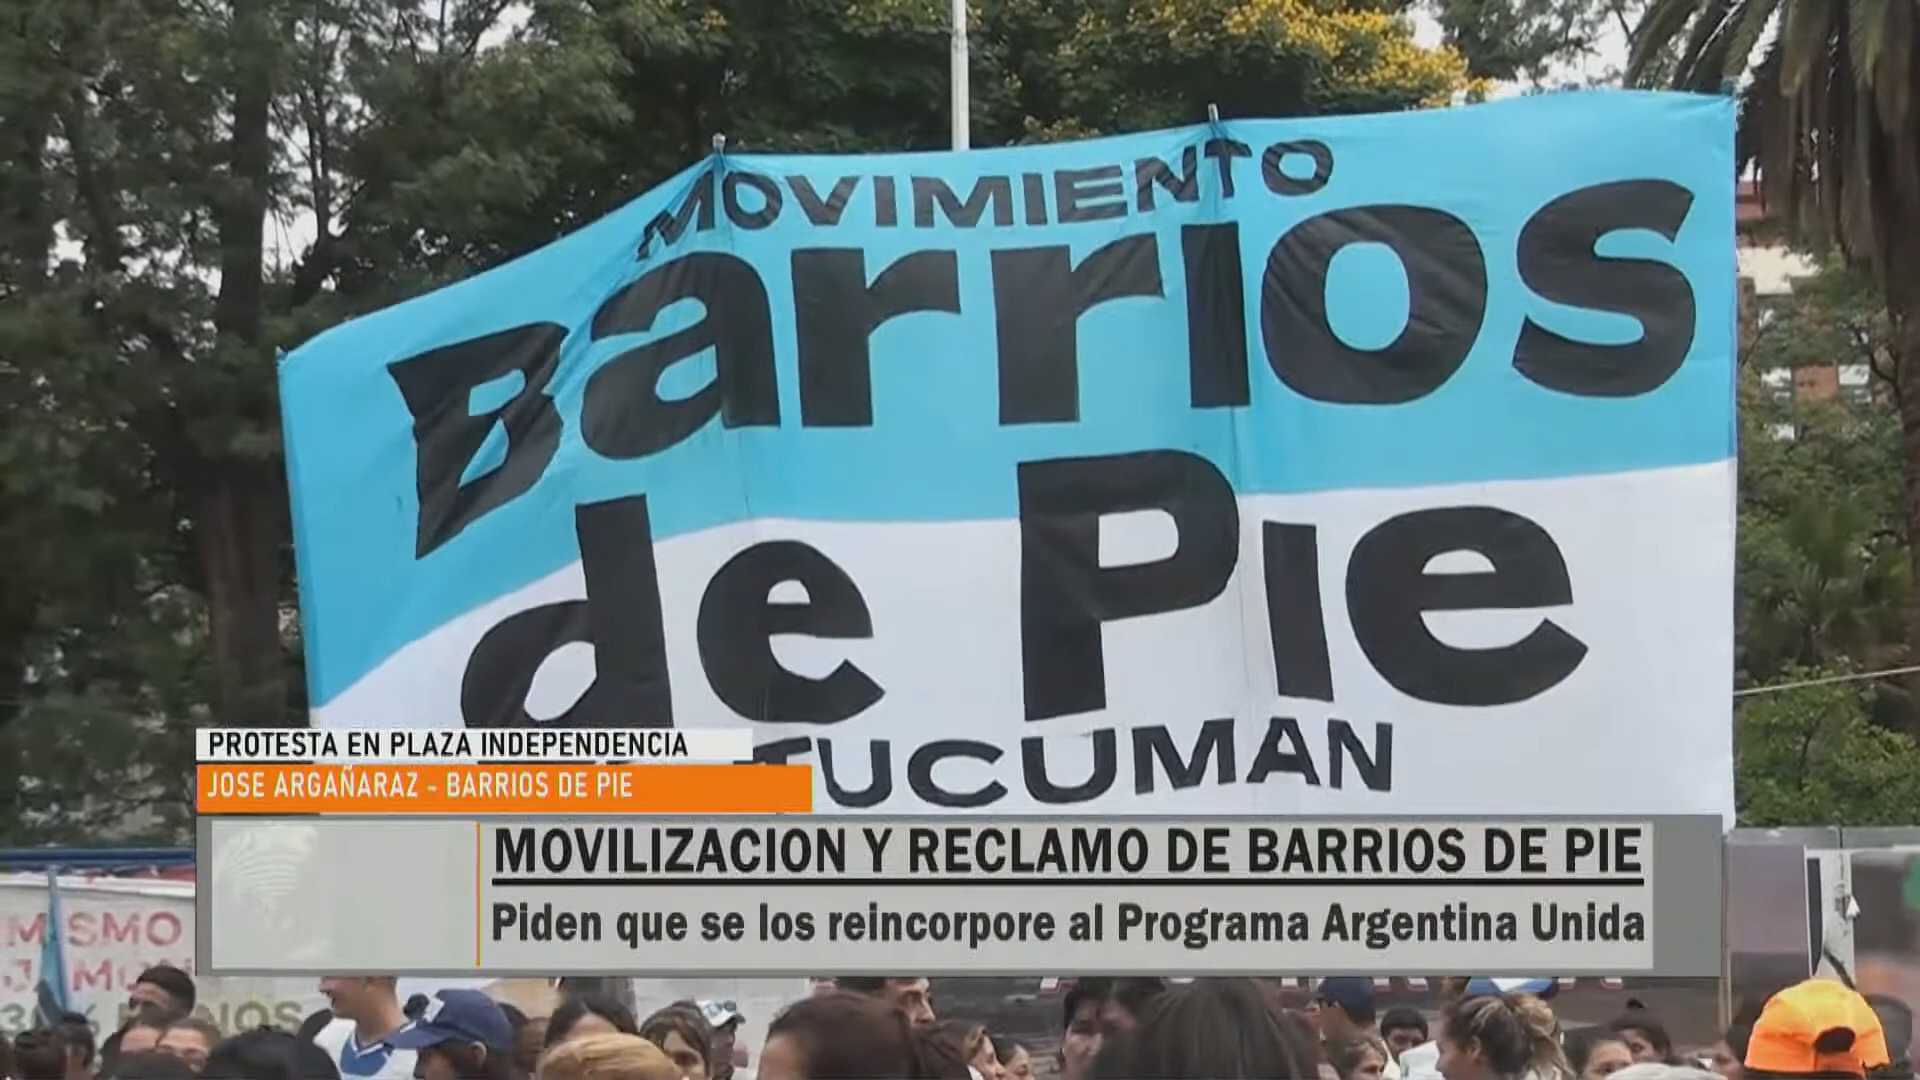 MOVIMIENTO
Barrios
de Pie
TUCUMAN
PROTESTA EN PLAZA INDEPENDENCIA
JOSE ARGAÑARAZ - BARRIOS DE PIE
MOVILIZACION Y RECLAMO DE BARRIOS DE PIE
Piden que se los reincorpore al Programa Argentina Unida
MISMO